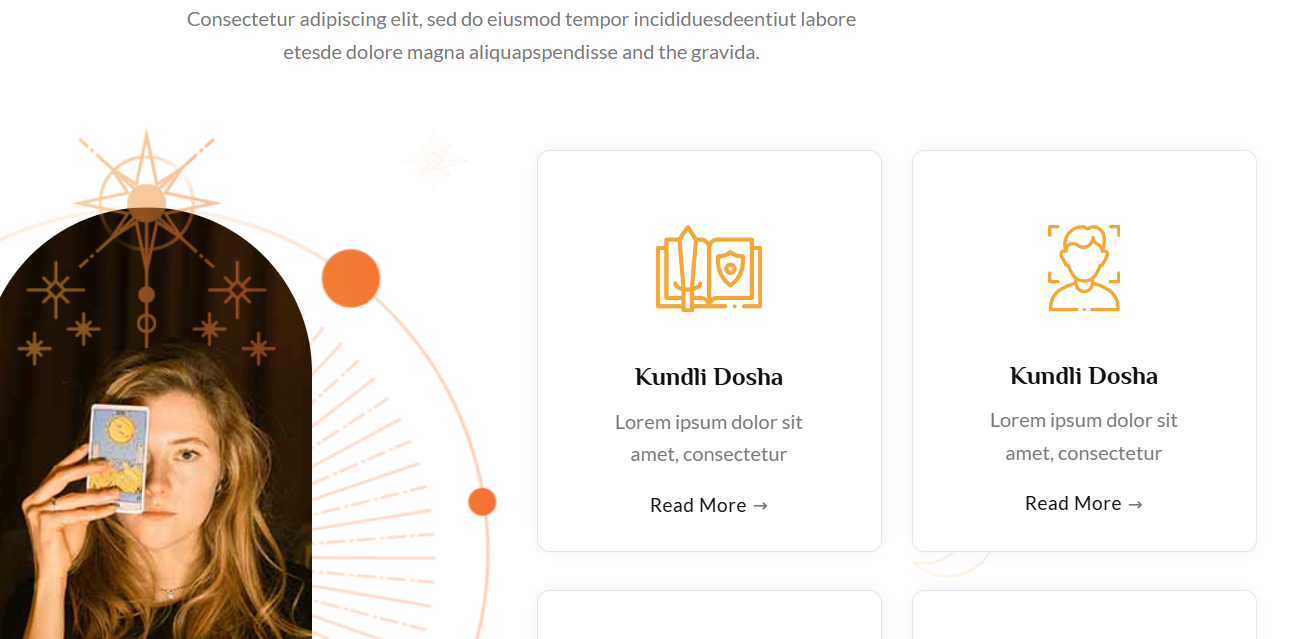 Consectetur adipiscing elit, sed do eiusmod tempor incididuesdeentiut labore
etesde dolore magna aliquapspendisse and the gravida.
Kundli Dosha
Lorem ipsum dolor sit
amet, consectetur
Read More →
Kundli Dosha
Lorem ipsum dolor sit
amet, consectetur
Read More →